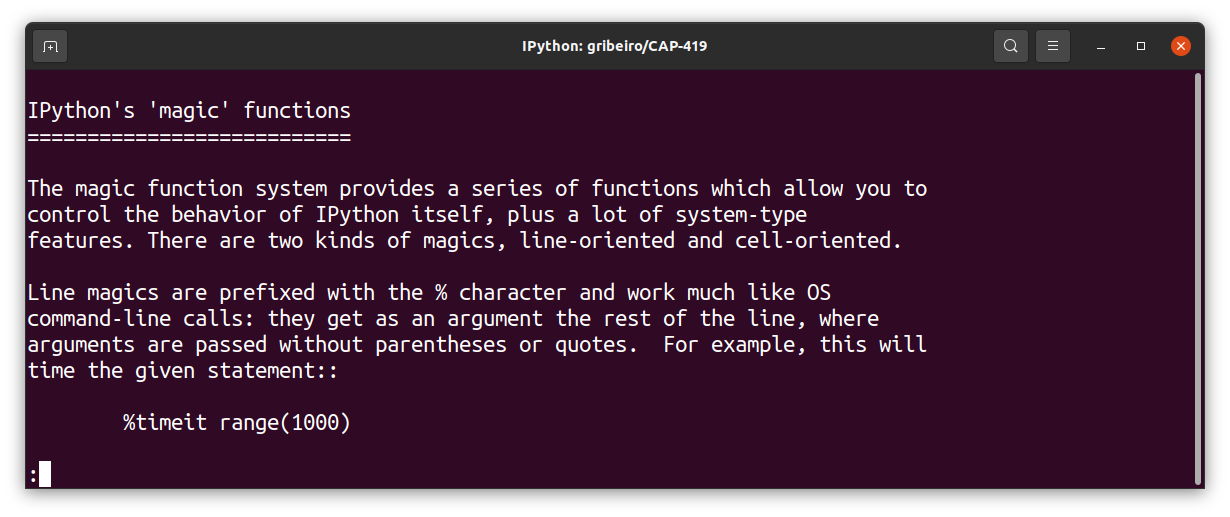 IPython: gribeiro/CAP-419
IPython's 'magic' functions
===========================
The magic function system provides a series of functions which allow you to
control the behavior of IPython itself, plus a lot of system-type
features. There are two kinds of magics, line-oriented and cell-oriented.
Line magics are prefixed with the % character and work much like OS
command-line calls: they get as an argument the rest of the line, where
arguments are passed without parentheses or quotes.  For example, this will
time the given statement::
        %timeit range(1000)
: